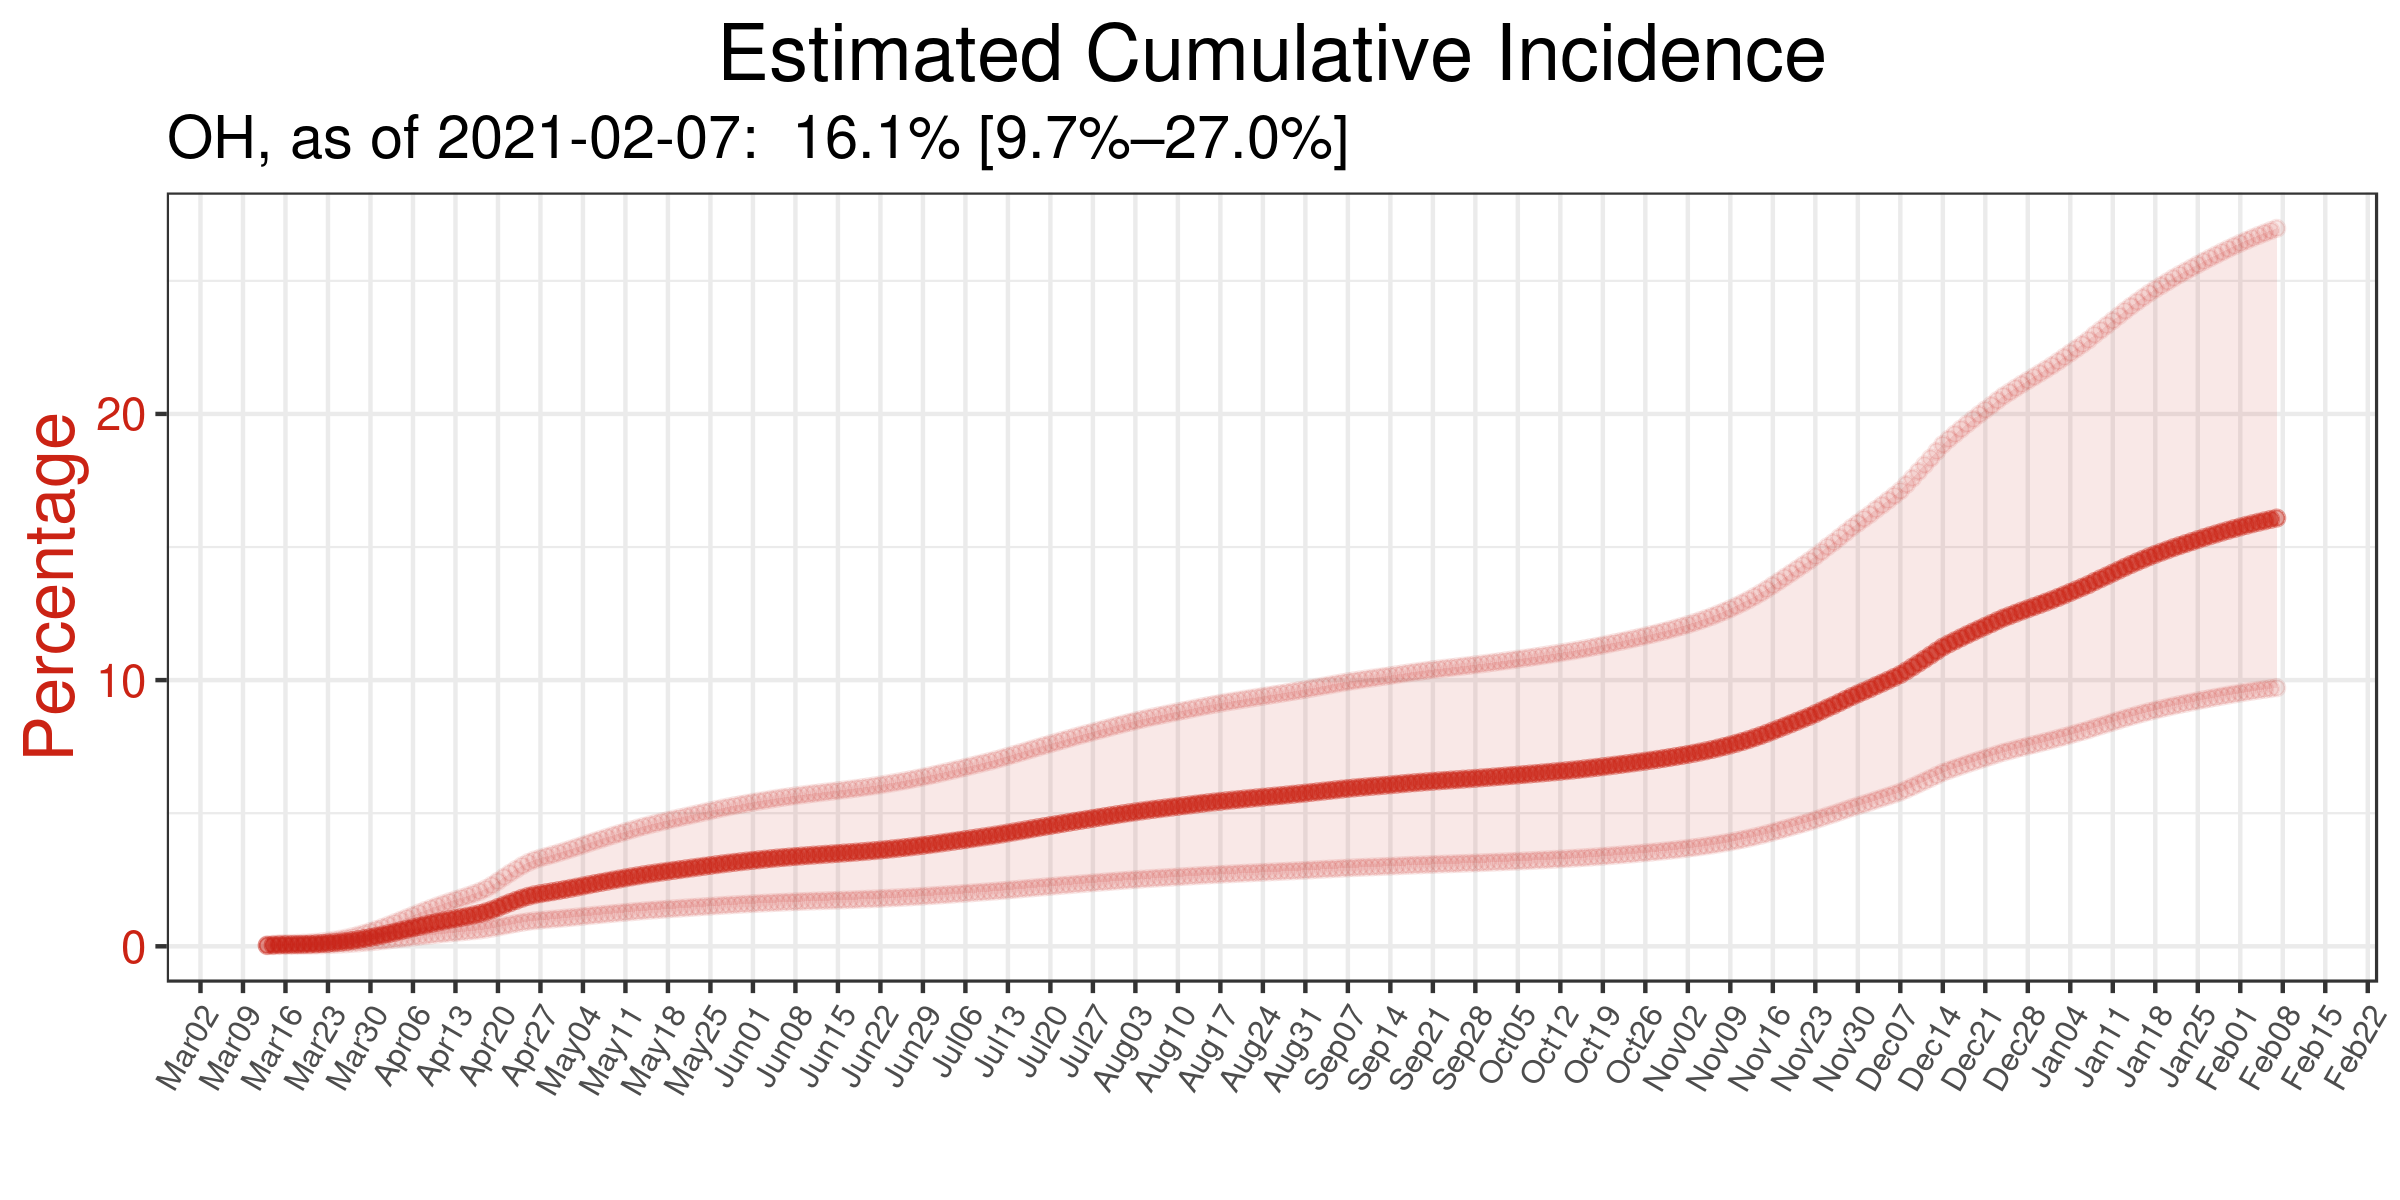 Estimated Cumulative Incidence
OH, as of 2021-02-07:  16.1% [9.7%–27.0%]
Percentage
20
10
0
Mar02
Mar09
Mar16
Mar23
Mar30
Apr06
Apr13
Apr20
Apr27
May04
May11
May18
May25
Jun01
Jun08
Jun15
Jun22
Jun29
Jul06
Jul13
Jul20
Jul27
Aug03
Aug10
Aug17
Aug24
Aug31
Sep07
Sep14
Sep21
Sep28
Oct05
Oct12
Oct19
Oct26
Nov02
Nov09
Nov16
Nov23
Nov30
Dec07
Dec14
Dec21
Dec28
Jan04
Jan11
Jan18
Jan25
Feb01
Feb08
Feb15
Feb22